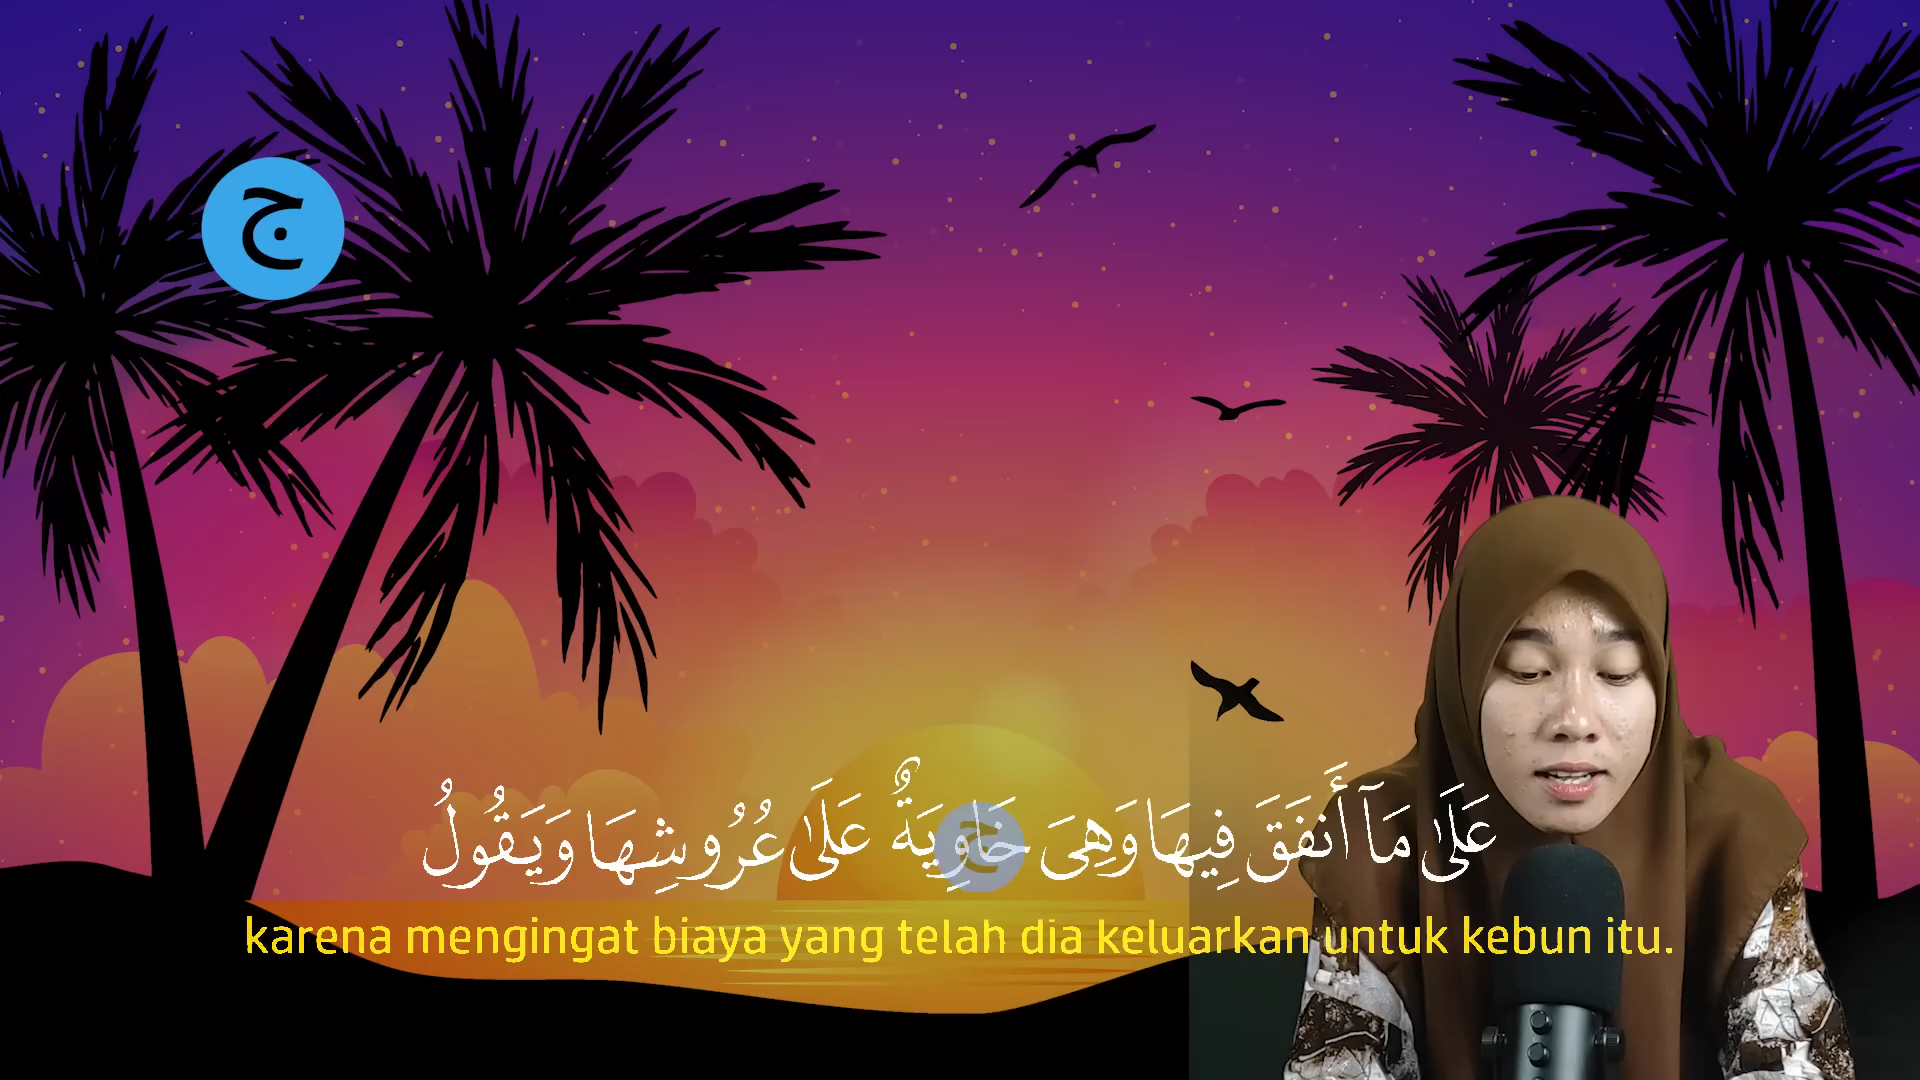 ج
عَلَىٰ مَآ أَنفَقَ فِيهَا وَهِىَ خَاوِيَةٌ عَلَىٰ عُرُوشِهَا وَيَقُولُ
ج
karena mengingat biaya yang telah dia keluarkan untuk kebun itu.